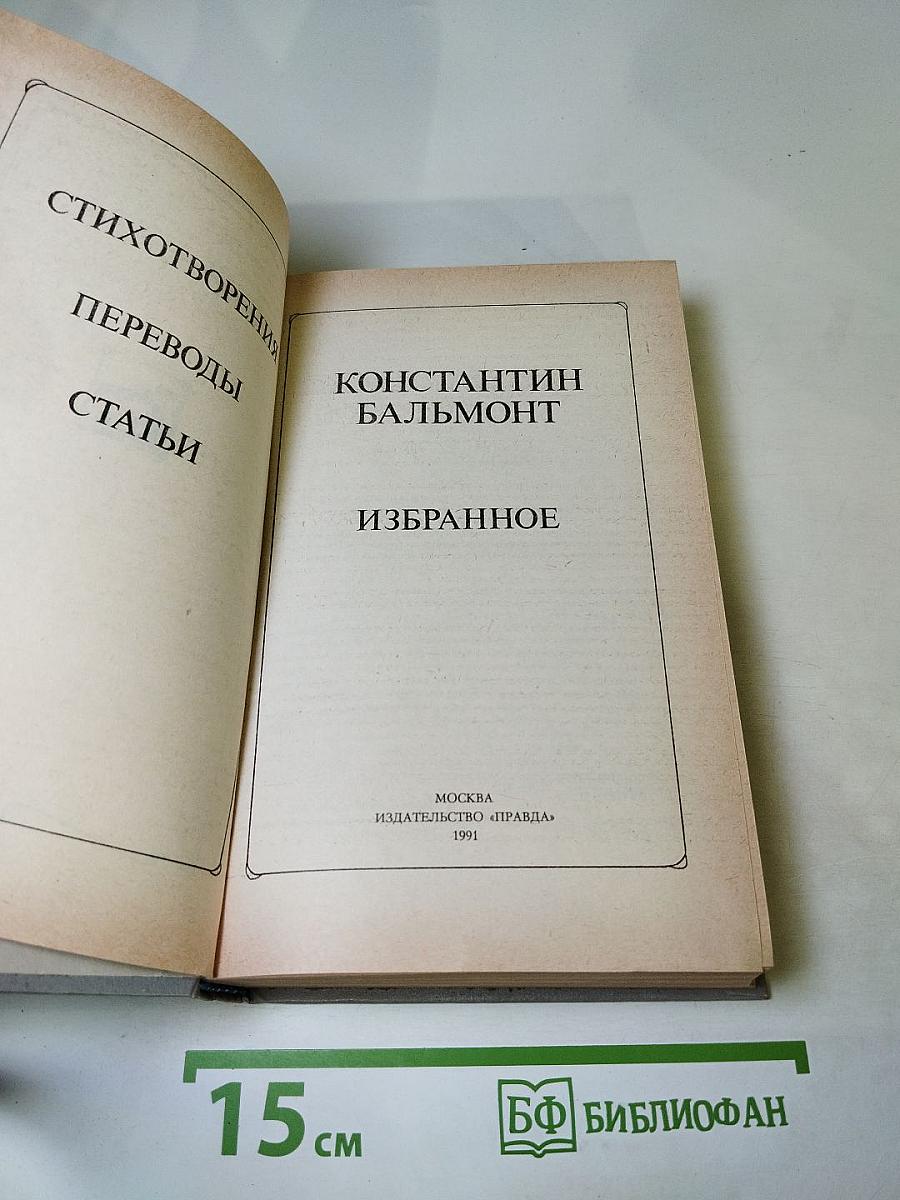 СТИХОТВОРЕНИЯ
ПЕРЕВОДЫ
СТАТЬИ
КОНСТАНТИН
БАЛЬМОНТ
ИЗБРАННОЕ
МОСКВА
ИЗДАТЕЛЬСТВО «ПРАВДА»
1991
15 см
БФ БИБЛИОФАН